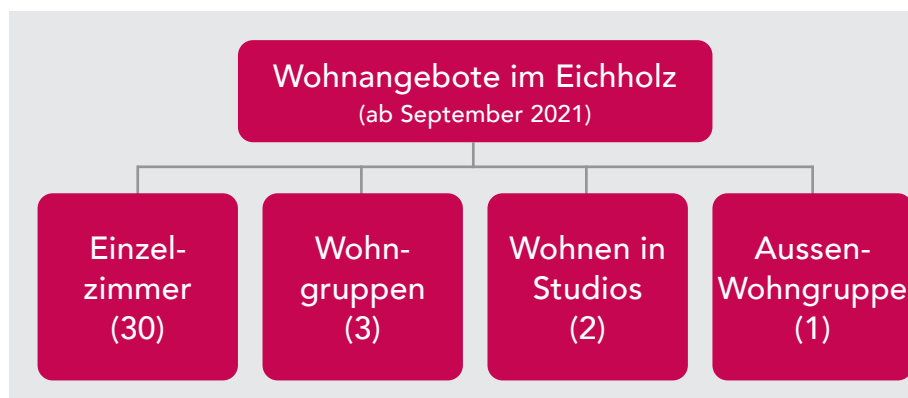 Wohnangebote im Eichholz
(ab September 2021)
Einzel-
zimmer
(30)
Wohn-
gruppen
(3)
Wohnen in
Studios
(2)
Aussen-
Wohngruppe
(1)